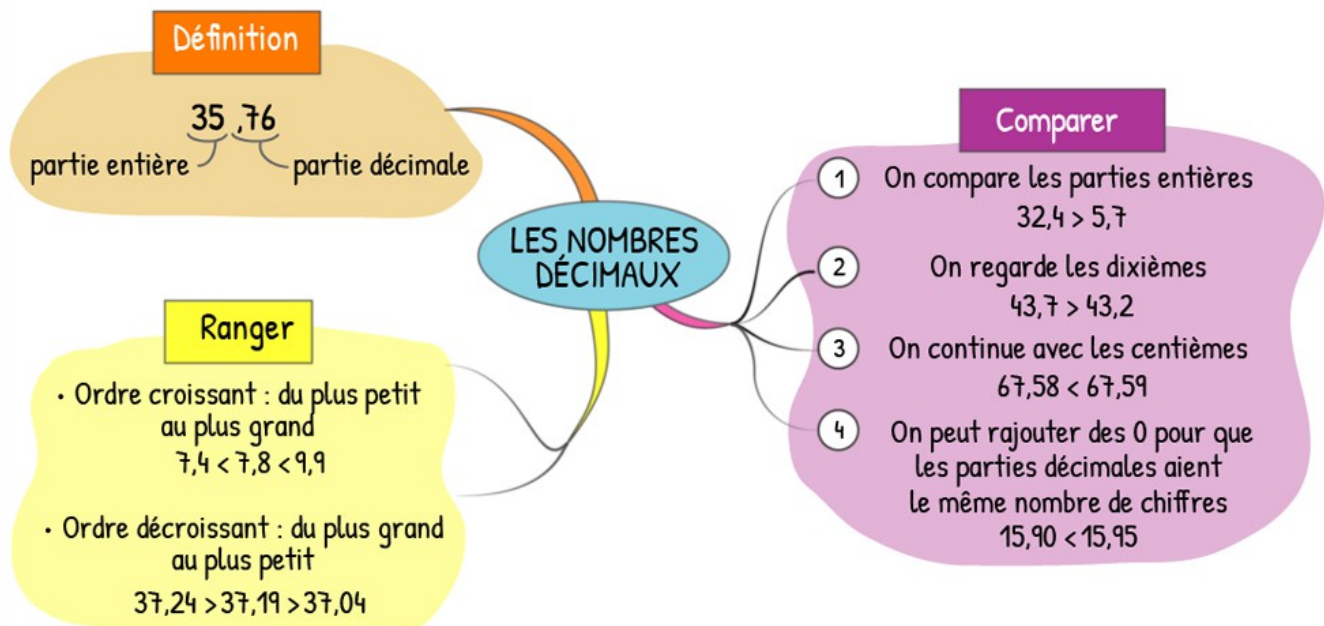 Définition
35 ,76
partie entière
partie décimale
LES NOMBRES
DÉCIMAUX
Comparer
1 On compare les parties entières
32,4 > 5,7
2 On regarde les dixièmes
43,7 > 43,2
3 On continue avec les centièmes
67,58 < 67,59
4 On peut rajouter des 0 pour que
les parties décimales aient
le même nombre de chiffres
15,90 < 15,95
Ranger
• Ordre croissant : du plus petit
au plus grand
7,4 < 7,8 < 9,9
• Ordre décroissant : du plus grand
au plus petit
37,24 > 37,19 > 37,04